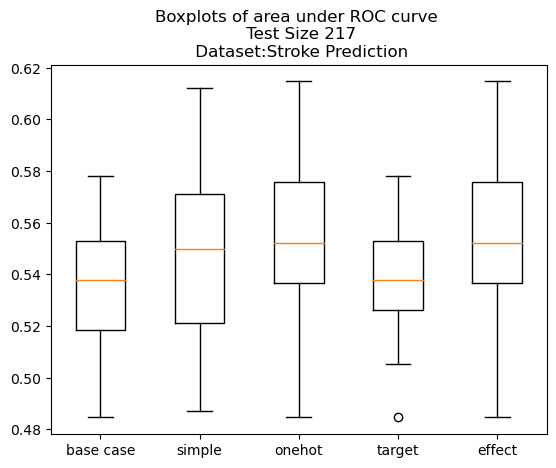 Boxplots of area under ROC curve
Test Size 217
Dataset:Stroke Prediction
0.62
0.60
0.58
0.56
0.54
0.52
0.50
0.48
base case simple onehot target effect